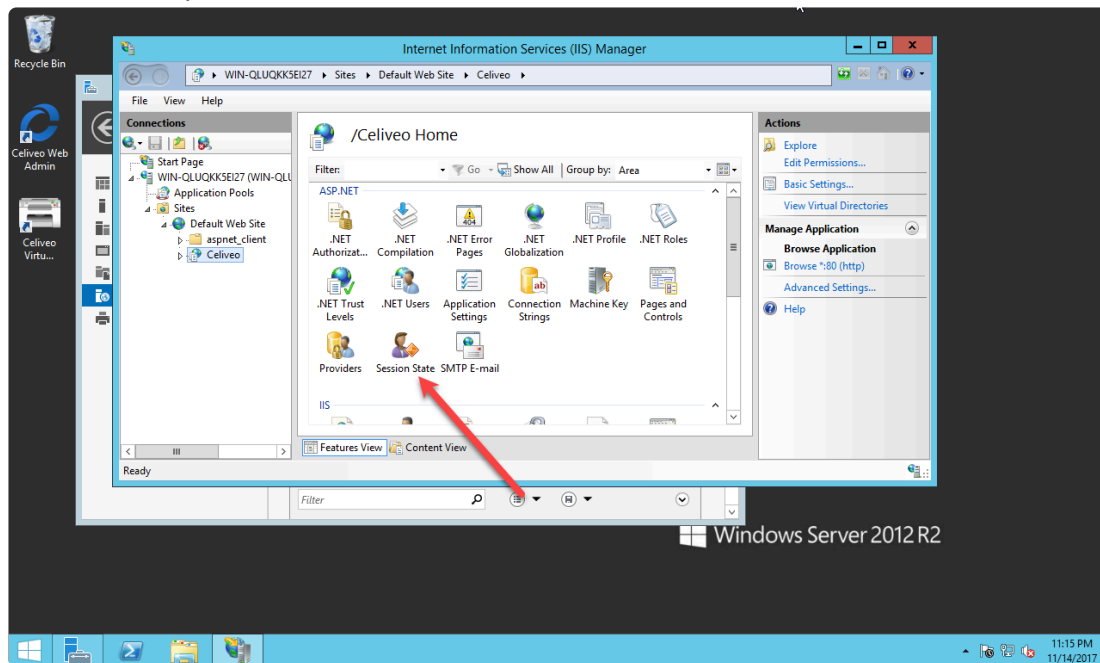 Recycle Bin
Celiveo Web
Admin
Celiveo
Virtu...
Internet Information Services (IIS) Manager
WIN-QLUQKK5EI27 Sites Default Web Site Celiveo
File View Help
Connections
Start Page
WIN-QLUQKK5EI27 (WIN-QLU
Application Pools
Sites
Default Web Site
aspnet_client
Celiveo
/Celiveo Home
Filter: Go Show All Group by: Area
ASP.NET
.NET
Authorizat...
.NET
Compilation
404
.NET Error
Pages
.NET
Globalization
.NET Profile
.NET Roles
.NET Trust
Levels
.NET Users
Application
Settings
ab
Connection
Strings
Machine Key
Pages and
Controls
Providers
Session State
SMTP E-mail
IIS
Features View Content View
Actions
Explore
Edit Permissions...
Basic Settings...
View Virtual Directories
Manage Application
Browse Application
Browse *:80 (http)
Advanced Settings...
Help
Ready
Filter
Windows Server 2012 R2
11:15 PM
11/14/2017